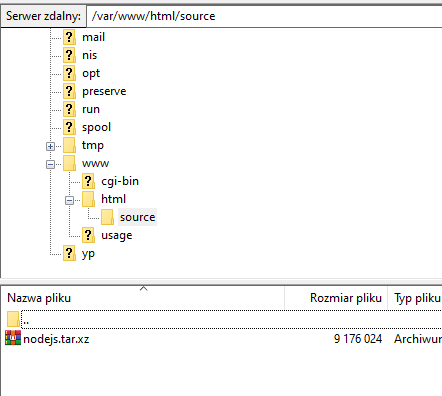 Serwer zdalny: /var/www/html/source
mail
nis
opt
preserve
run
spool
tmp
www
cgi-bin
html
source
usage
yp
Nazwa pliku Rozmiar pliku Typ pliku
..
nodejs.tar.xz 9 176 024 Archiwur